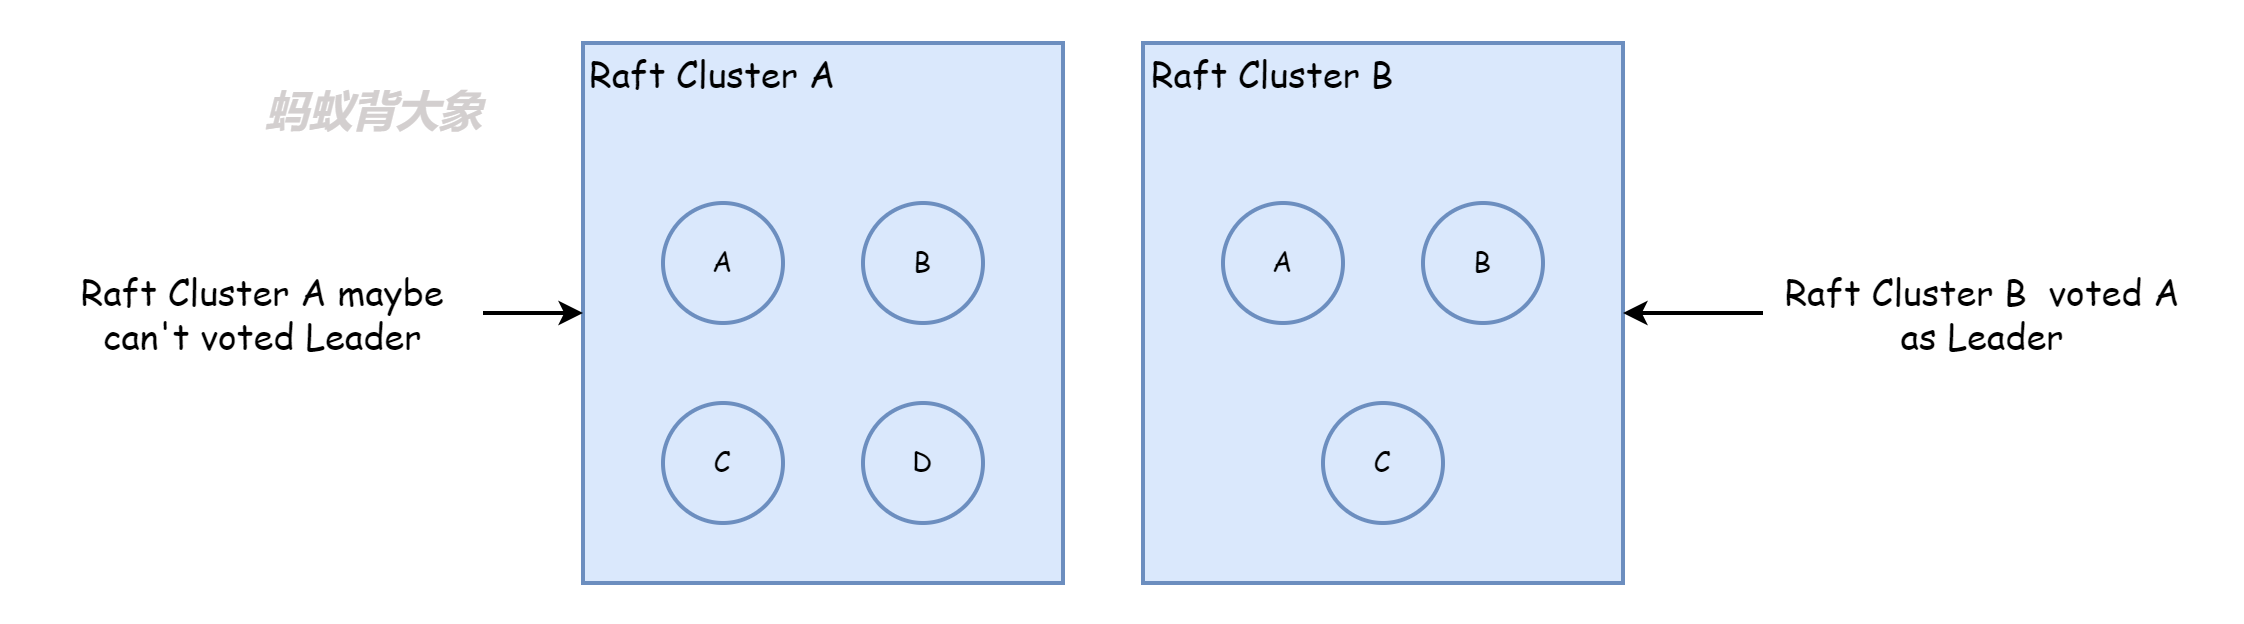 蚂蚁背大象
Raft Cluster A maybe
can't voted Leader
Raft Cluster A
A
B
C
D
Raft Cluster B
A
B
C
Raft Cluster B  voted A
as Leader